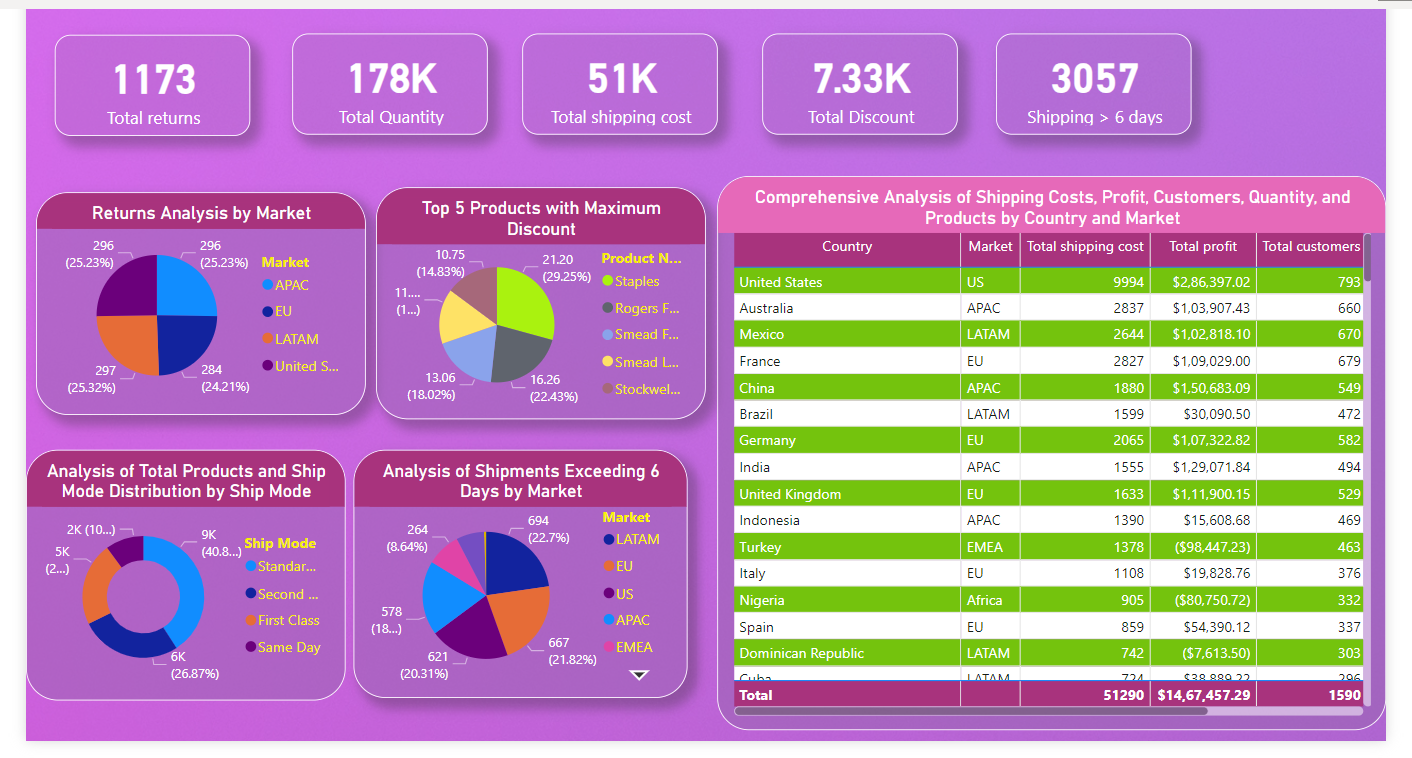 1173
Total returns
178K
Total Quantity
51K
Total shipping cost
7.33K
Total Discount
3057
Shipping > 6 days
Returns Analysis by Market
296
(25.23%)
296
(25.23%)
297
(25.32%)
284
(24.21%)
Market
APAC
EU
LATAM
United S...
Top 5 Products with Maximum
Discount
10.75
(14.83%)
21.20
(29.25%)
11....
(1...)
13.06
(18.02%)
16.26
(22.43%)
Product N...
Staples
Rogers F...
Smead F...
Smead L...
Stockwel...
Analysis of Total Products and Ship
Mode Distribution by Ship Mode
2K (10...)
9K
(40.8...)
5K
(2...)
6K
(26.87%)
Ship Mode
Standar...
Second ...
First Class
Same Day
Analysis of Shipments Exceeding 6
Days by Market
264
(8.64%)
694
(22.7%)
578
(18...)
621
(20.31%)
667
(21.82%)
Market
LATAM
EU
US
APAC
EMEA
Comprehensive Analysis of Shipping Costs, Profit, Customers, Quantity, and
Products by Country and Market
Country Market Total shipping cost Total profit Total customers
United States US 9994 $2,86,397.02 793
Australia APAC 2837 $1,03,907.43 660
Mexico LATAM 2644 $1,02,818.10 670
France EU 2827 $1,09,029.00 679
China APAC 1880 $1,50,683.09 549
Brazil LATAM 1599 $30,090.50 472
Germany EU 2065 $1,07,322.82 582
India APAC 1555 $1,29,071.84 494
United Kingdom EU 1633 $1,11,900.15 529
Indonesia APAC 1390 $15,608.68 469
Turkey EMEA 1378 ($98,447.23) 463
Italy EU 1108 $19,828.76 376
Nigeria Africa 905 ($80,750.72) 332
Spain EU 859 $54,390.12 337
Dominican Republic LATAM 742 ($7,613.50) 303
Cuba LATAM 724 $38,889.22 296
Total 51290 $14,67,457.29 1590